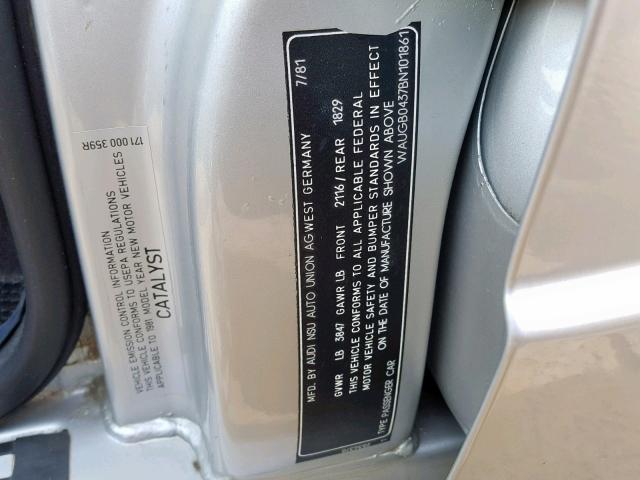 171 000 359R
VEHICLE EMISSION CONTROL INFORMATION
THIS VEHICLE CONFORMS TO USEPA REGULATIONS
APPLICABLE TO 1981 MODEL YEAR NEW MOTOR VEHICLES
CATALYST
MFD. BY AUDI NSU AUTO UNION AG WEST GERMANY 7/81
GVWR LB 3847 GAWR LB FRONT 2116/REAR 1829
THIS VEHICLE CONFORMS TO ALL APPLICABLE FEDERAL
MOTOR VEHICLE SAFETY AND BUMPER STANDARDS IN EFFECT
ON THE DATE OF MANUFACTURE SHOWN ABOVE
TYPE PASSENGER CAR WAUGB0437BN101861